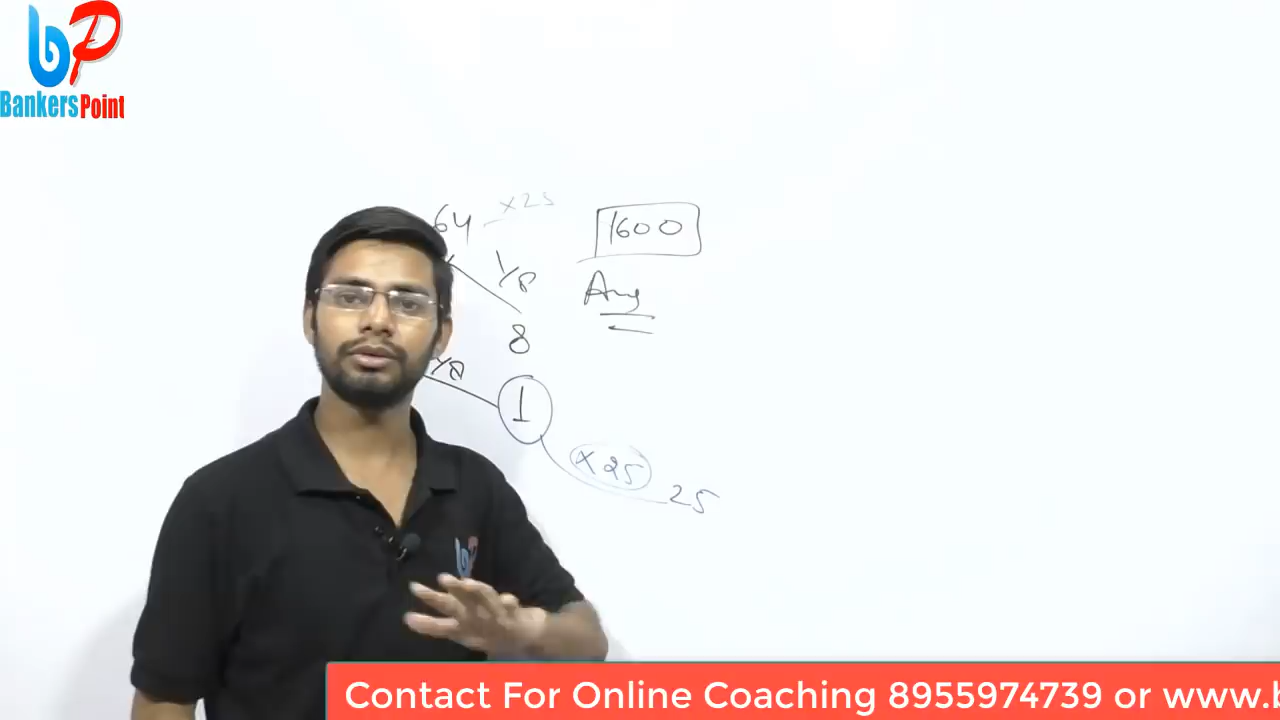 bp
BankersPoint
64 ×25 1600
1/8 Ans
8
1/8 1
×25 25
Contact For Online Coaching 8955974739 or www.b